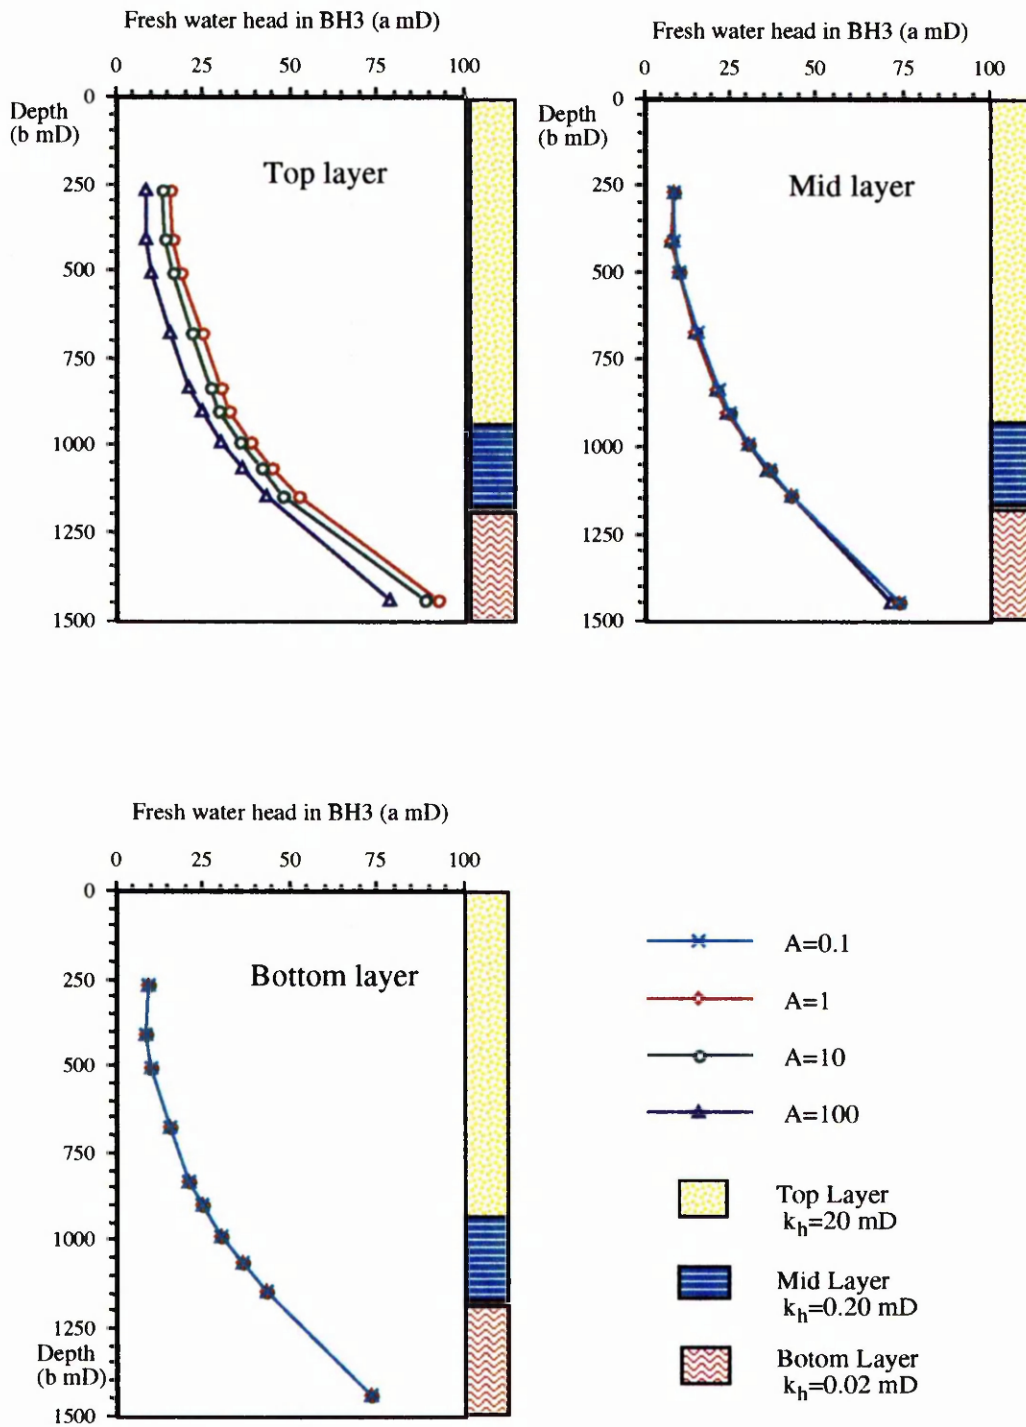 Fresh water head in BH3 (a mD)
0 25 50 75 100
0
Depth
(b mD)
250
500
750
1000
1250
1500
Top layer
Fresh water head in BH3 (a mD)
0 25 50 75 100
0
Depth
(b mD)
250
500
750
1000
1250
1500
Mid layer
Fresh water head in BH3 (a mD)
0 25 50 75 100
0
250
500
750
1000
1250
Depth
(b mD)
1500
Bottom layer
A=0.1
A=1
A=10
A=100
Top Layer
k_h=20 mD
Mid Layer
k_h=0.20 mD
Botom Layer
k_h=0.02 mD